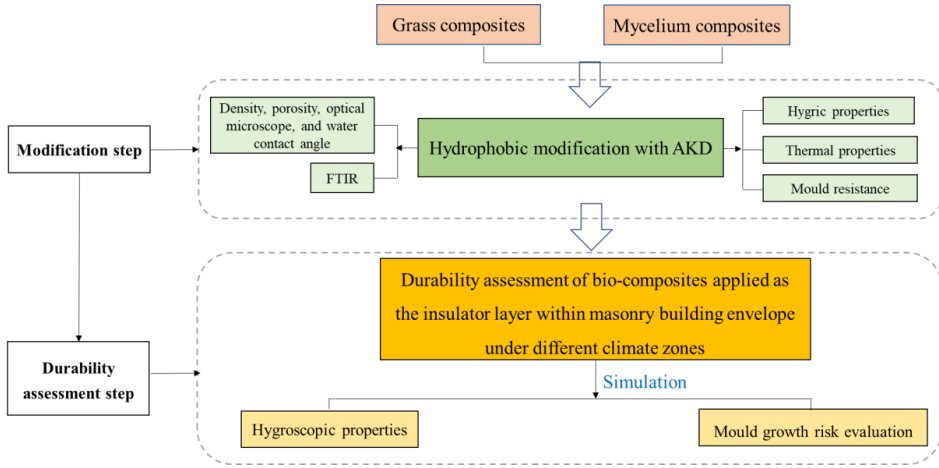 Grass composites
Mycelium composites
Modification step
Density, porosity, optical
microscope, and water
contact angle
FTIR
Hydrophobic modification with AKD
Hygric properties
Thermal properties
Mould resistance
Durability
assessment step
Durability assessment of bio-composites applied as
the insulator layer within masonry building envelope
under different climate zones
Simulation
Hygroscopic properties
Mould growth risk evaluation